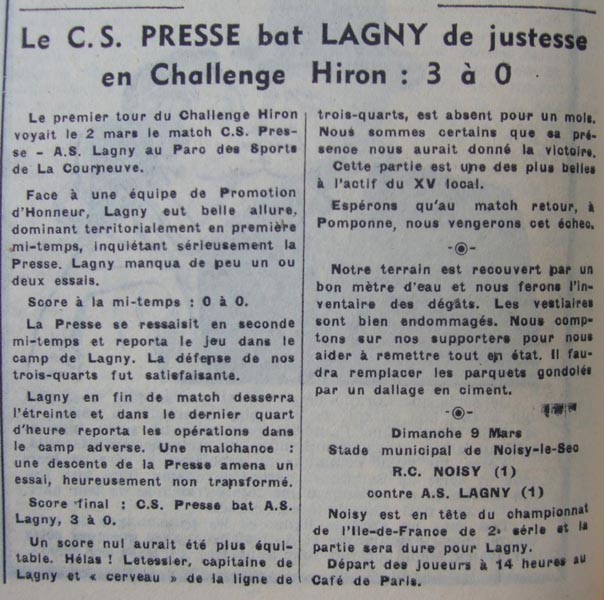 Le C.S. PRESSE bat LAGNY de justesse
en Challenge Hiron : 3 à 0
Le premier tour du Challenge Hiron
voyait le 2 mars le match C.S. Pres-
se - A.S. Lagny au Parc des Sports
de La Courneuve.
Face à une équipe de Promotion
d'Honneur, Lagny eut belle allure,
dominant territorialement en première
mi-temps, inquiétant sérieusement la
Presse. Lagny manqua de peu un ou
deux essais.
Score à la mi-temps : 0 à 0.
La Presse se ressaisit en seconde
mi-temps et reporta le jeu dans le
camp de Lagny. La défense de nos
trois-quarts fut satisfaisante.
Lagny en fin de match desserra
l'étreinte et dans le dernier quart
d'heure reporta les opérations dans
le camp adverse. Une malchance :
une descente de la Presse amena un
essai, heureusement non transformé.
Score final : C.S. Presse bat A.S.
Lagny, 3 à 0.
Un score nul aurait été plus équi-
table. Hélas ! Letessier, capitaine de
Lagny et « cerveau » de la ligne de
trois-quarts, est absent pour un mois.
Nous sommes certains que sa pré-
sence nous aurait donné la victoire.
Cette partie est une des plus belles
à l'actif du XV local.
Espérons qu'au match retour, à
Pomponne, nous vengerons cet échec.
Notre terrain est recouvert par un
bon mètre d'eau et nous ferons l'in-
ventaire des dégâts. Les vestiaires
sont bien endommagés. Nous comp-
tons sur nos supporters pour nous
aider à remettre tout en état. Il fau-
dra remplacer les parquets gondolés
par un dallage en ciment.
Dimanche 9 Mars
Stade municipal de Noisy-le-Sec
R.C. NOISY (1)
contre A.S. LAGNY (1)
Noisy est en tête du championnat
de l'Ile-de-France de 2e série et la
partie sera dure pour Lagny.
Départ des joueurs à 14 heures au
Café de Paris.